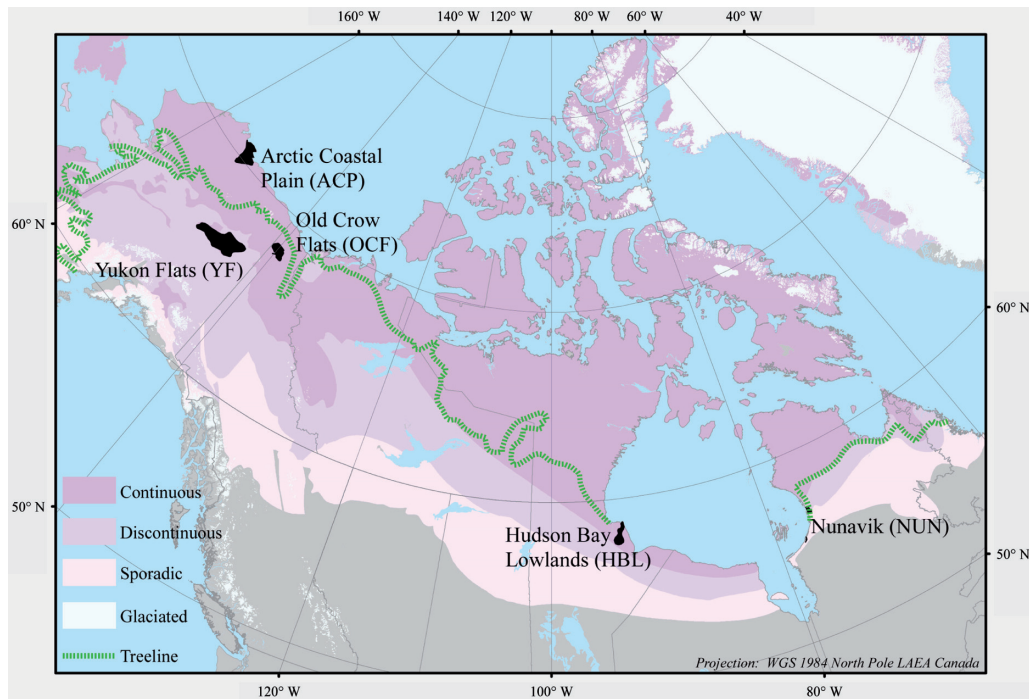 160° W
140° W
120° W
100° W
80° W
60° W
40° W
Arctic Coastal
Plain (ACP)
Old Crow
Flats (OCF)
60° N
Yukon Flats (YF)
60° N
Continuous
50° N
Discontinuous
Hudson Bay
Lowlands (HBL)
Nunavik (NUN)
50° N
Sporadic
Glaciated
Treeline
Projection: WGS 1984 North Pole LAEA Canada
120° W
100° W
80° W